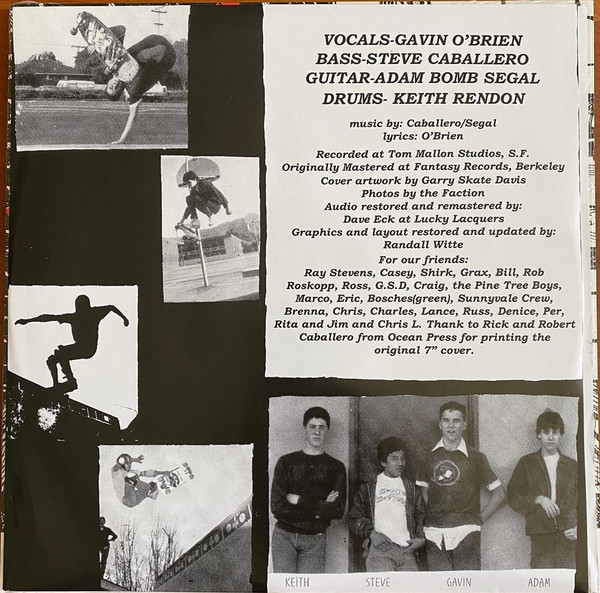 VOCALS-GAVIN O'BRIEN
BASS-STEVE CABALLERO
GUITAR-ADAM BOMB SEGAL
DRUMS- KEITH RENDON
music by: Caballero/Segal
lyrics: O'Brien
Recorded at Tom Mallon Studios, S.F.
Originally Mastered at Fantasy Records, Berkeley
Cover artwork by Garry Skate Davis
Photos by the Faction
Audio restored and remastered by:
Dave Eck at Lucky Lacquers
Graphics and layout restored and updated by:
Randall Witte
For our friends:
Ray Stevens, Casey, Shirk, Grax, Bill, Rob
Roskopp, Ross, G.S.D, Craig, the Pine Tree Boys,
Marco, Eric, Bosches(green), Sunnyvale Crew,
Brenna, Chris, Charles, Lance, Russ, Denice, Per,
Rita and Jim and Chris L. Thank to Rick and Robert
Caballero from Ocean Press for printing the
original 7" cover.
KEITH STEVE GAVIN ADAM